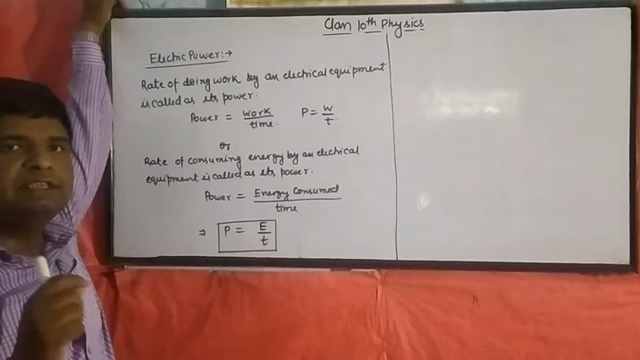 Class 10th Physics
Electric Power:→
Rate of doing work by an electrical equipment
is called as its power.
Power = work/time. P = W/t.
or
Rate of consuming energy by an electrical
equipment is called as its power.
Power = Energy Consumed/time
⇒ P = E/t